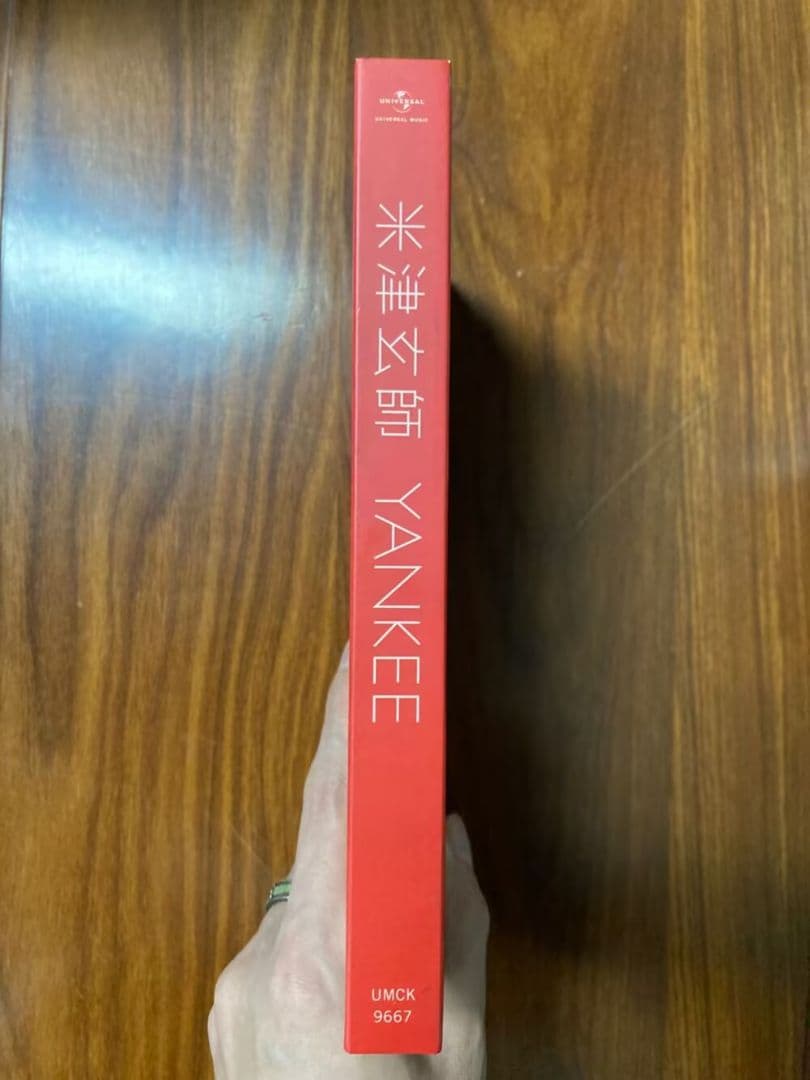 UNIVERSAL
UNIVERSAL MUSIC
米津玄師 YANKEE
UMCK
9667